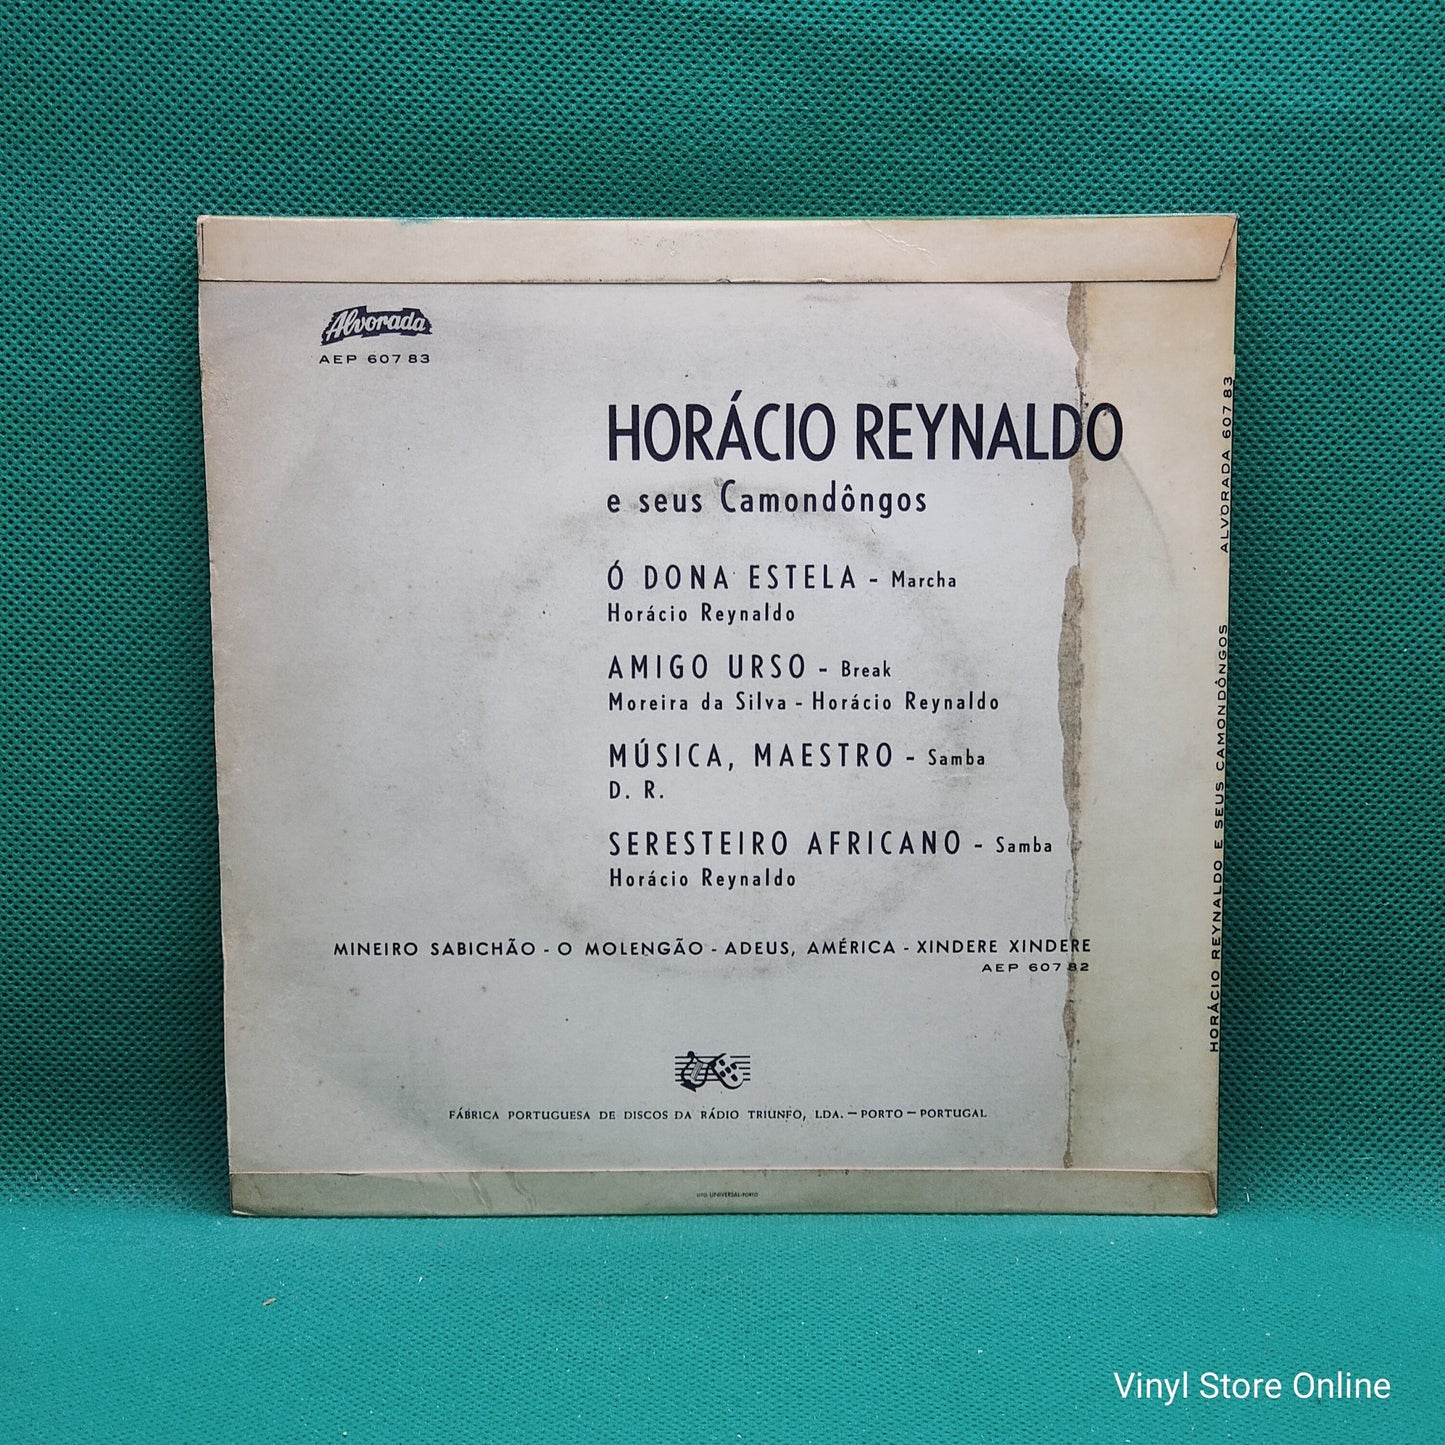 Alvorada
AEP 607 83
HORÁCIO REYNALDO
e seus Camondôngos
Ó DONA ESTELA - Marcha
Horácio Reynaldo
AMIGO URSO - Break
Moreira da Silva - Horácio Reynaldo
MÚSICA, MAESTRO - Samba
D. R.
SERESTEIRO AFRICANO - Samba
Horácio Reynaldo
MINEIRO SABICHÃO - O MOLENGÃO - ADEUS, AMÉRICA - XINDERE XINDERE
AEP 607 82
FÁBRICA PORTUGUESA DE DISCOS DA RÁDIO TRIUNFO, LDA. — PORTO — PORTUGAL
LITO. UNIVERSAL-PORTO
HORÁCIO REYNALDO E SEUS CAMONDÔNGOS ALVORADA 607 83
Vinyl Store Online